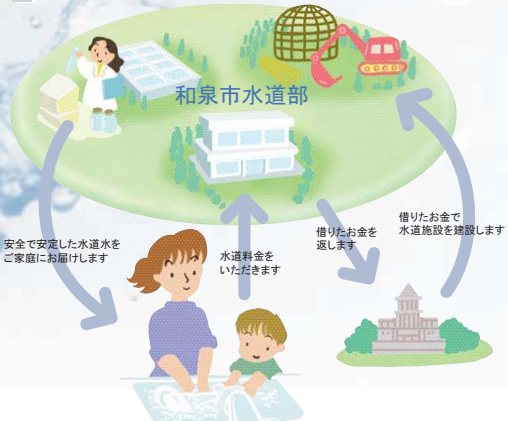 和泉市水道部
安全で安定した水道水を
ご家庭にお届けします
水道料金を
いただきます
借りたお金を
返します
借りたお金で
水道施設を建設します